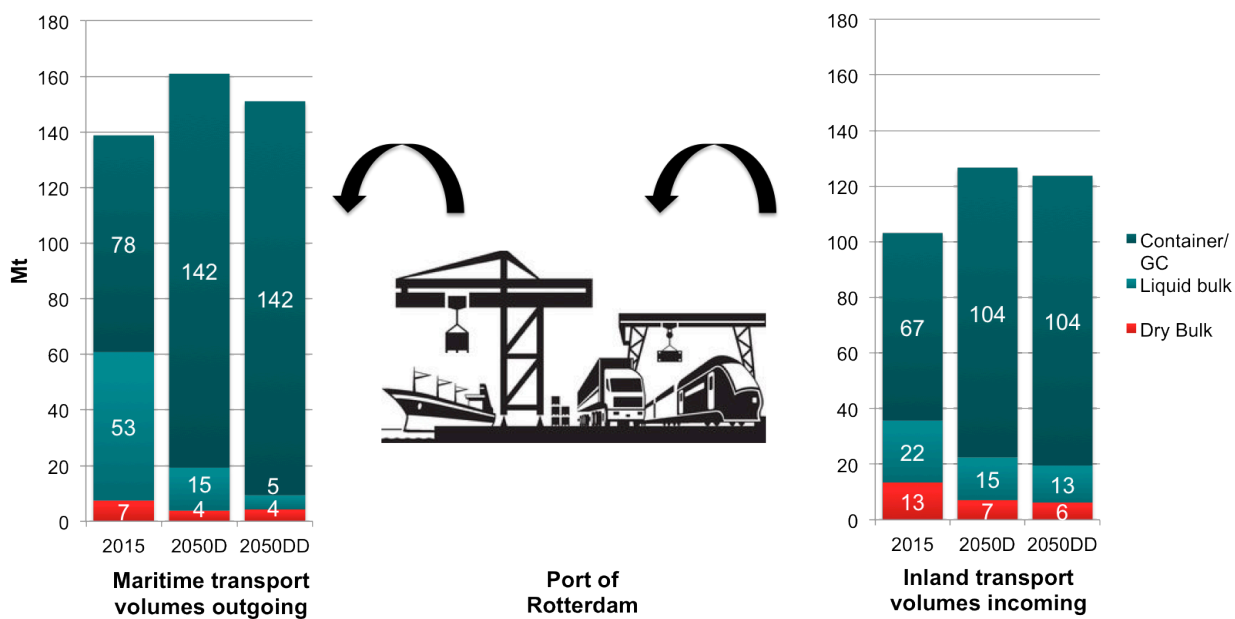 180
160
140
120
100
80
60
40
20
0
Mt
78
53
7
142
15
4
142
5
4
2015 2050D 2050DD
Maritime transport
volumes outgoing
Port of
Rotterdam
180
160
140
120
100
80
60
40
20
0
67
22
13
104
15
7
104
13
6
2015 2050D 2050DD
Inland transport
volumes incoming
Container/
GC
Liquid bulk
Dry Bulk